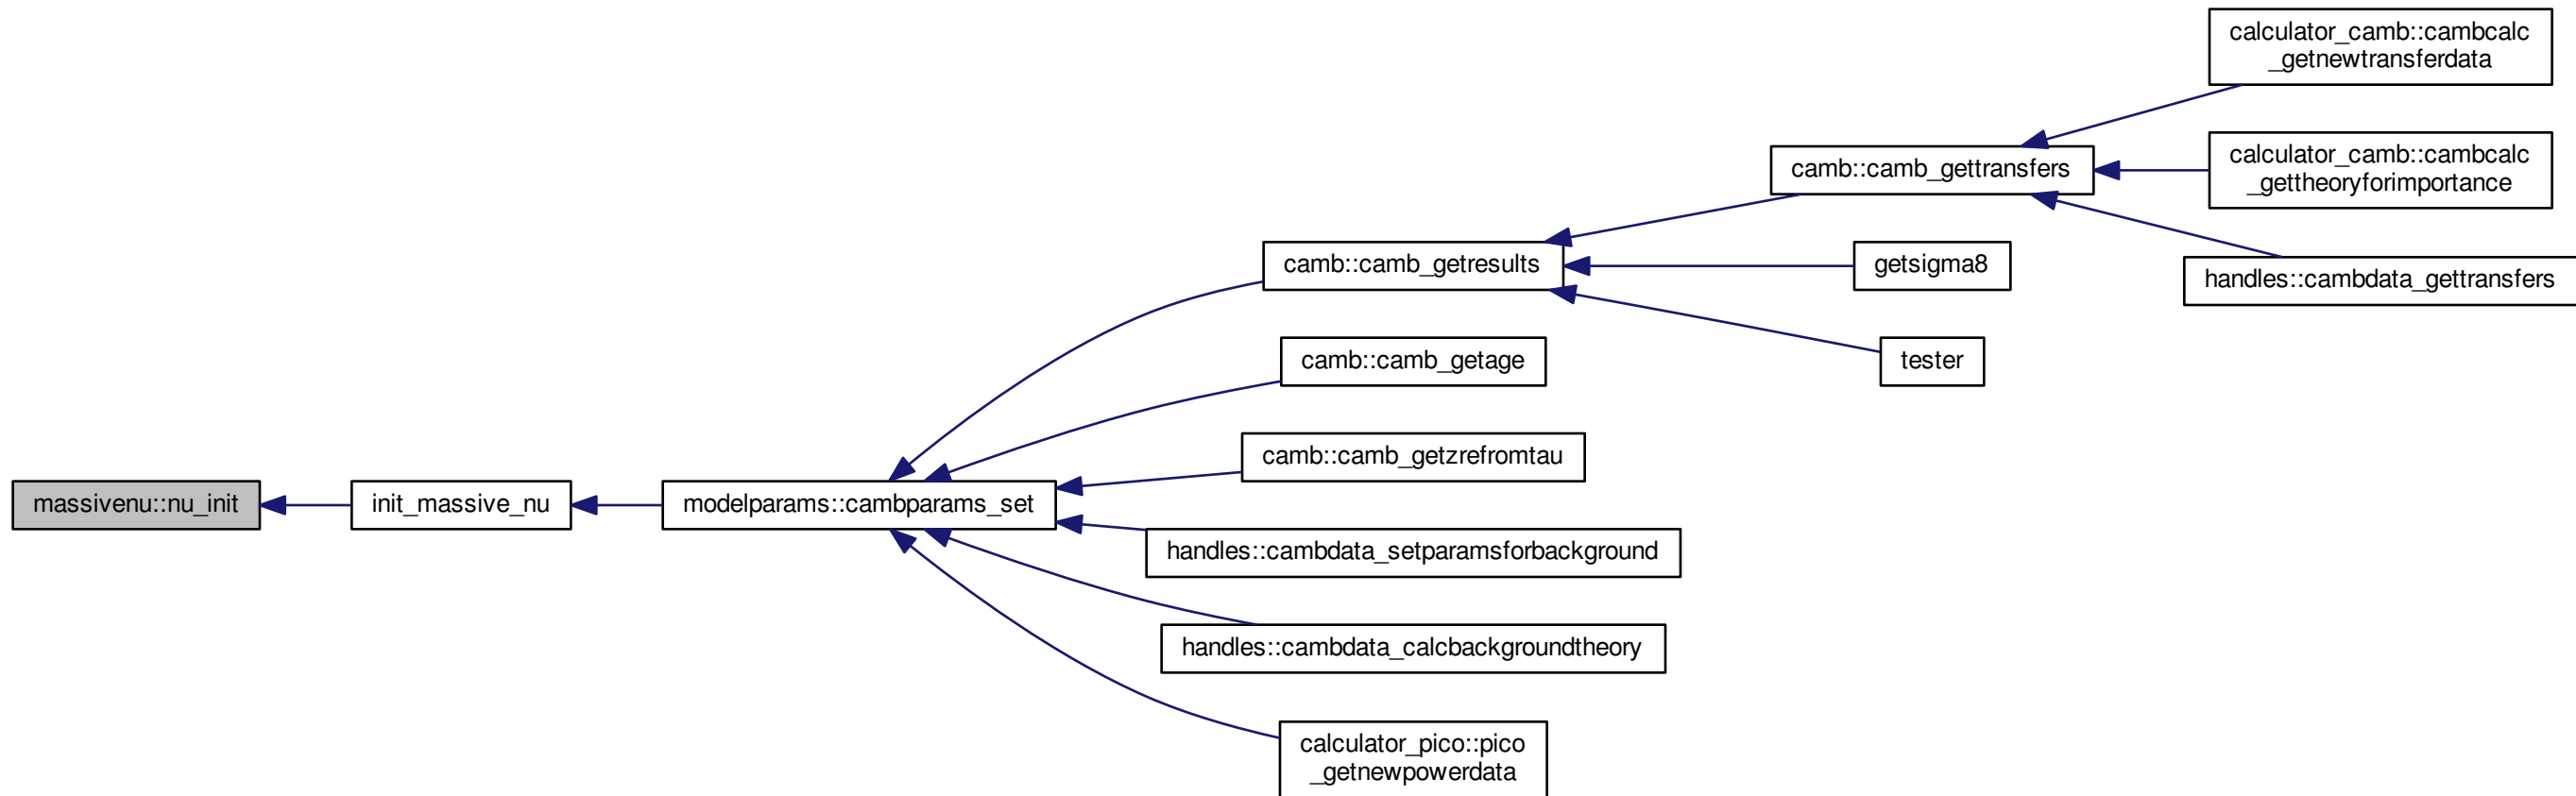 calculator_camb::cambcalc
_getnewtransferdata
calculator_camb::cambcalc
_gettheoryforimportance
camb::camb_gettransfers
handles::cambdata_gettransfers
camb::camb_getresults
getsigma8
tester
camb::camb_getage
camb::camb_getzrefromtau
massivenu::nu_init
init_massive_nu
modelparams::cambparams_set
handles::cambdata_setparamsforbackground
handles::cambdata_calcbackgroundtheory
calculator_pico::pico
_getnewpowerdata